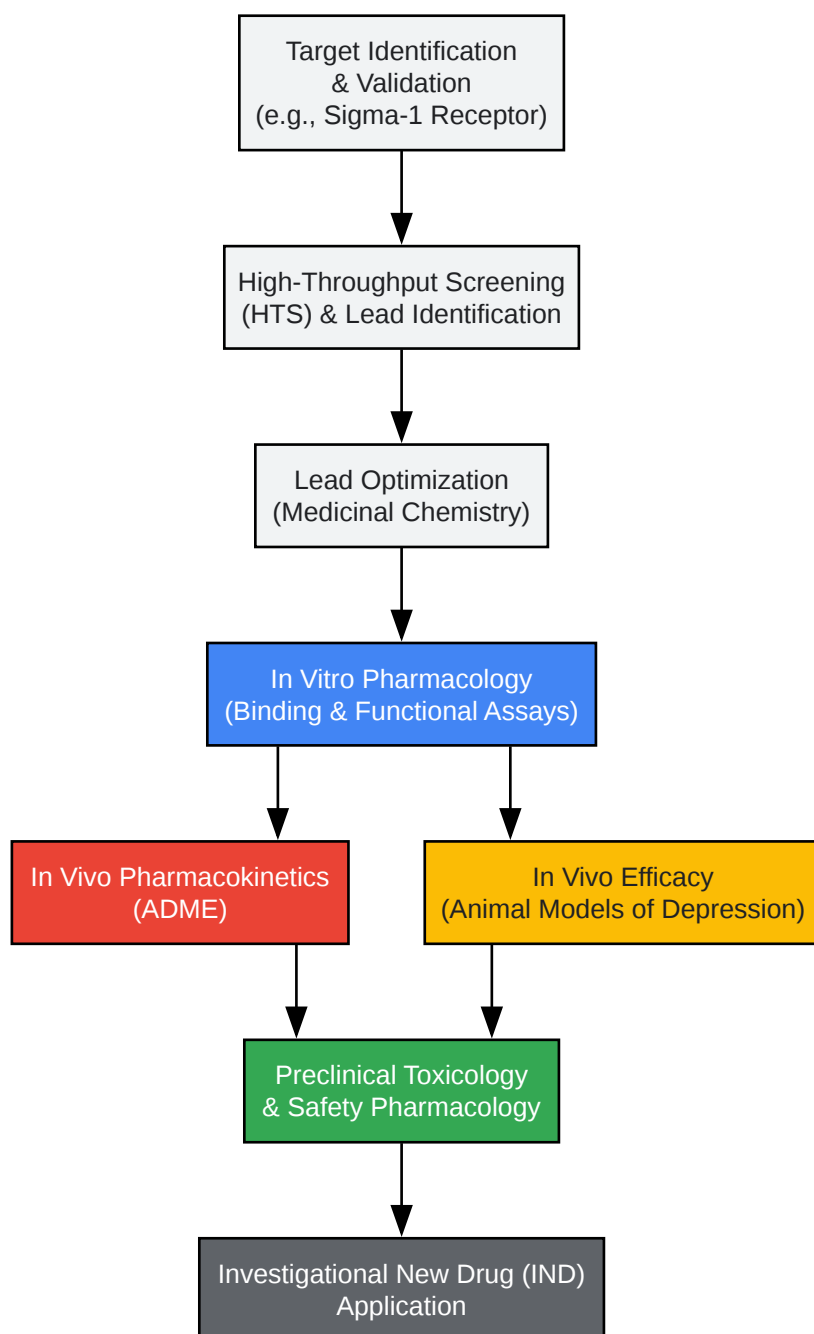 Target Identification
& Validation
(e.g., Sigma-1 Receptor)
High-Throughput Screening
(HTS) & Lead Identification
Lead Optimization
(Medicinal Chemistry)
In Vitro Pharmacology
(Binding & Functional Assays)
In Vivo Pharmacokinetics
(ADME)
In Vivo Efficacy
(Animal Models of Depression)
Preclinical Toxicology
& Safety Pharmacology
Investigational New Drug (IND)
Application